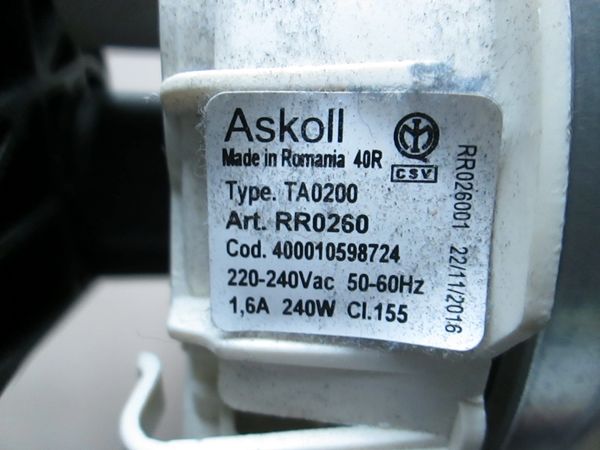 Askoll
Made in Romania 40R
CSV
Type. TA0200
Art. RR0260
Cod. 400010598724
220-240Vac 50-60Hz
1,6A 240W Cl.155
RR026001 22/11/2016